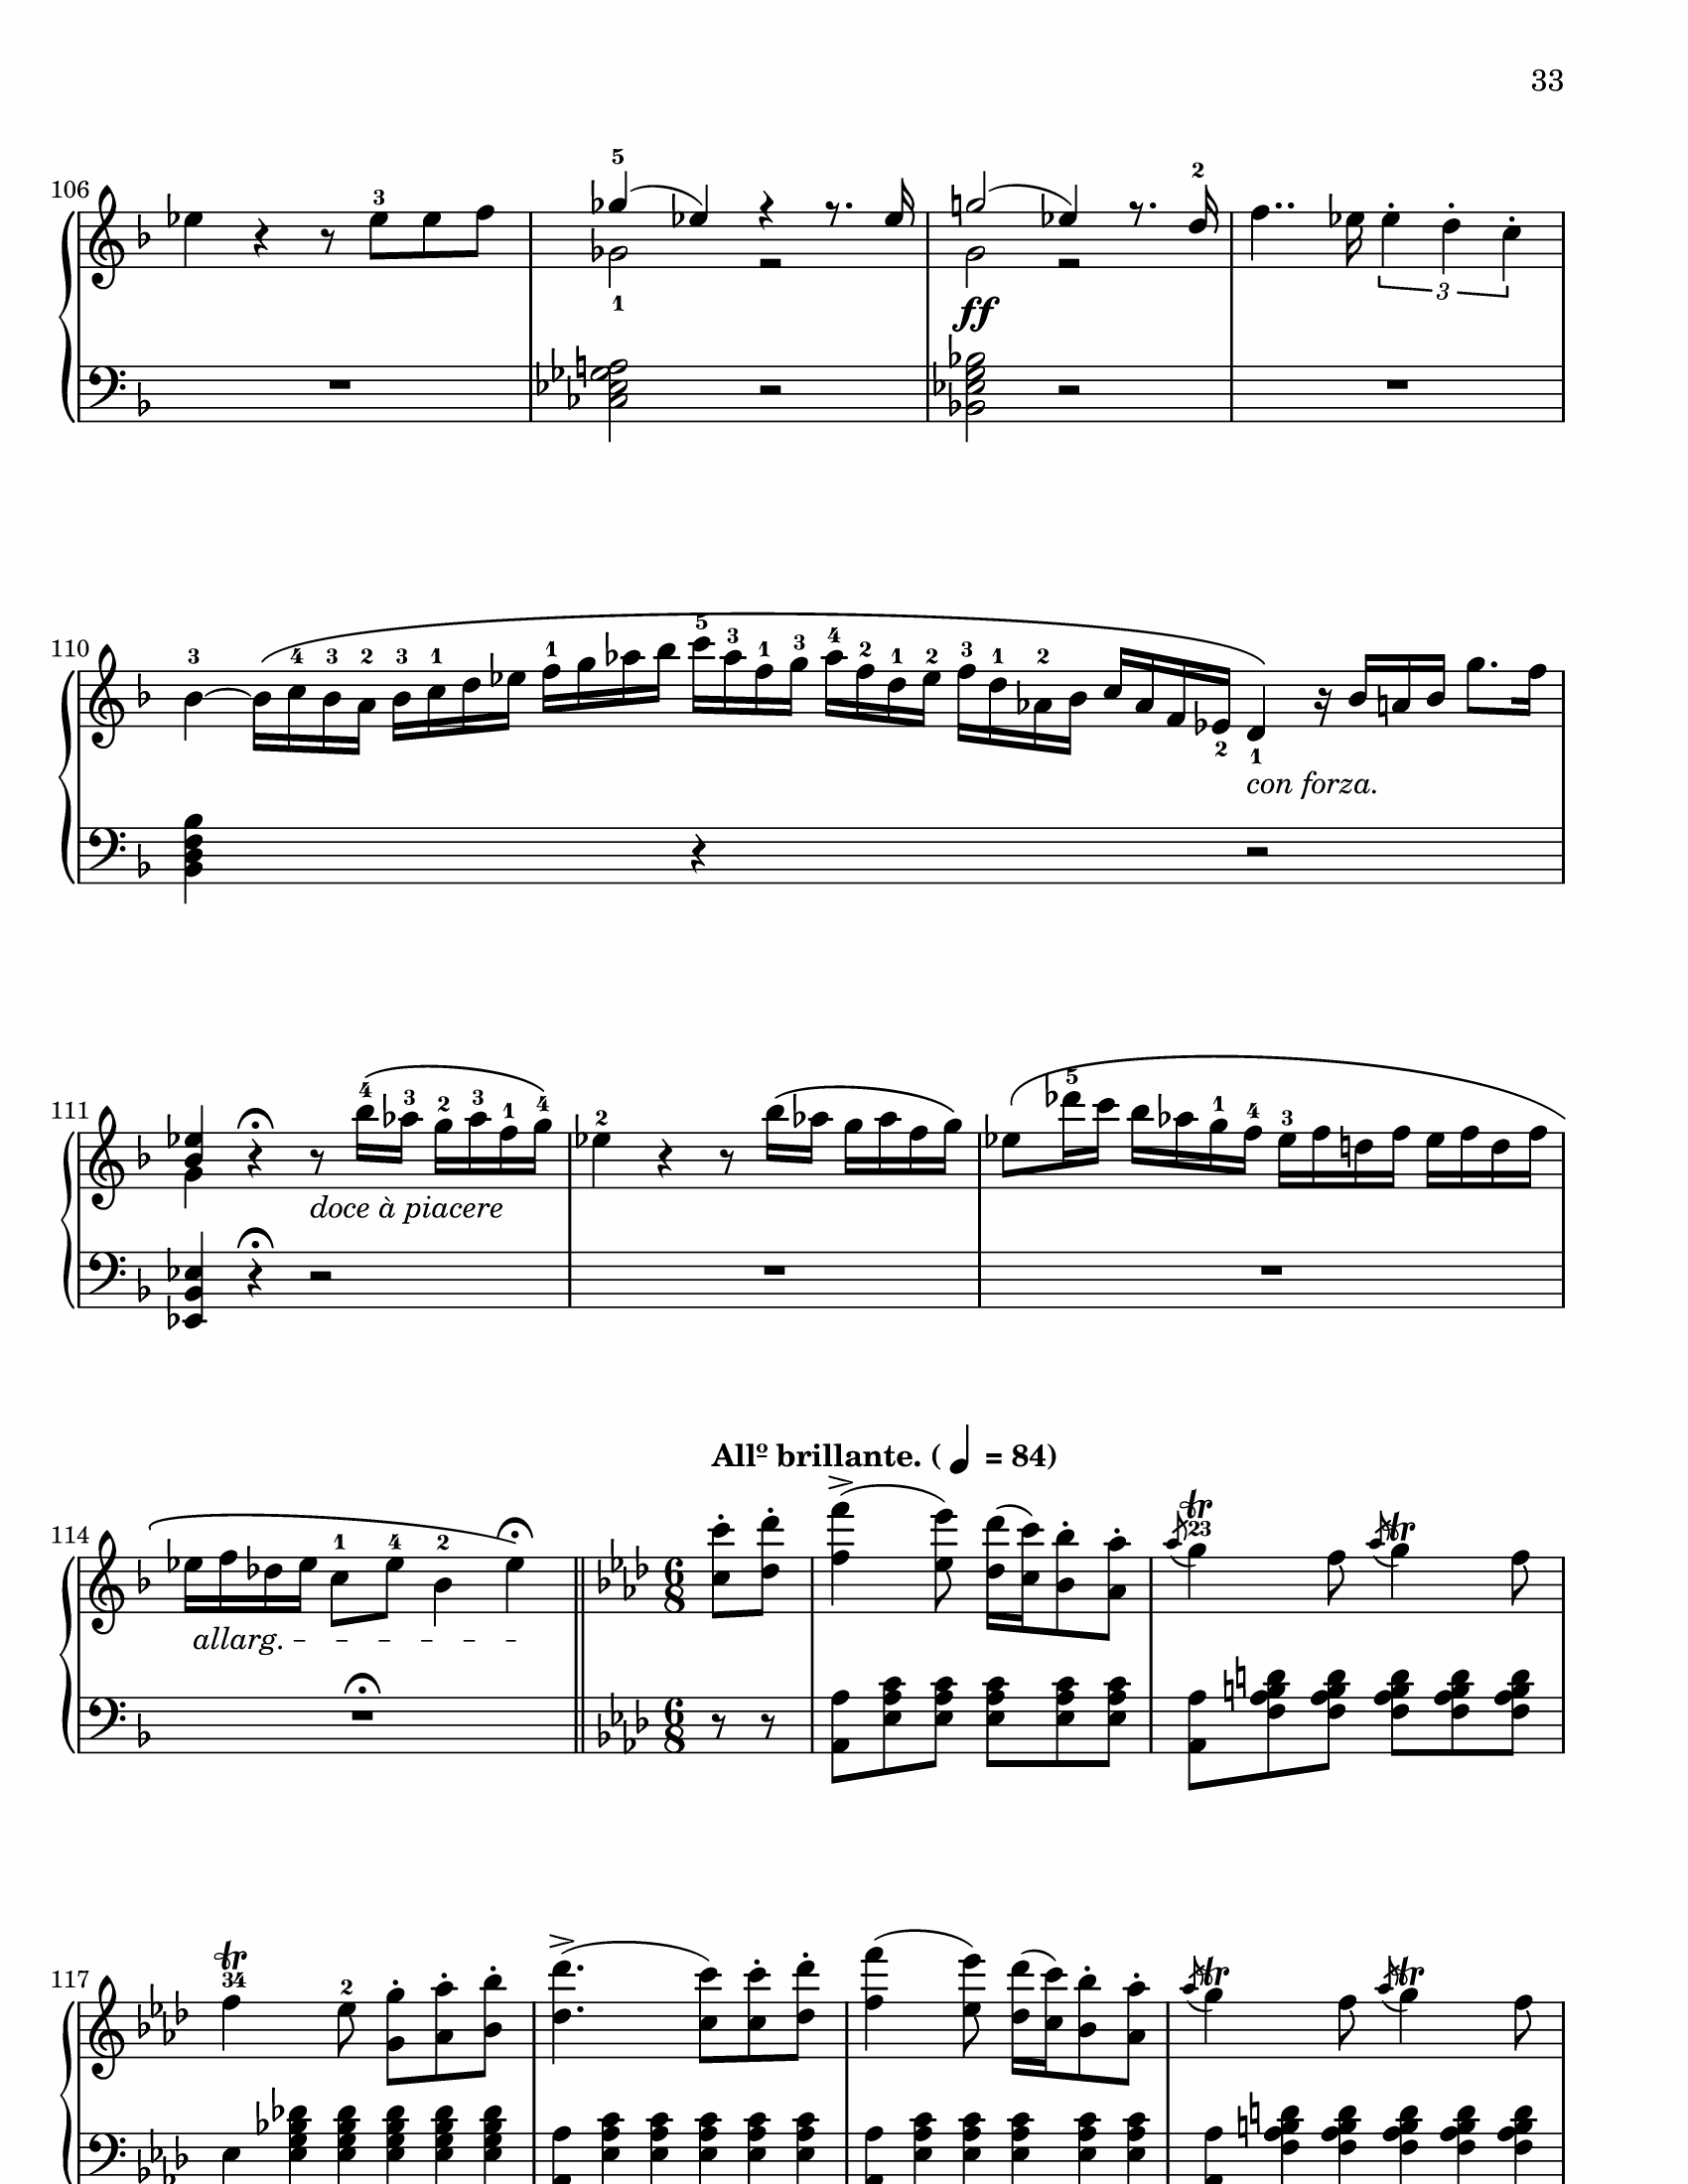 33
106
5
3 2
1 3
ff
110
3 4 3 2 3 1 1 5 3 1 3 4 2 1 2 3 1 2
2 1
con forza.
111
4 3 2 3 1 4 2 5 1 4 3
doce à piacere
Allº brillante. ( ♩ = 84)
114
1 4 2 6 8 tr 23 tr
allarg.
6 8
117
tr 34 2 tr tr